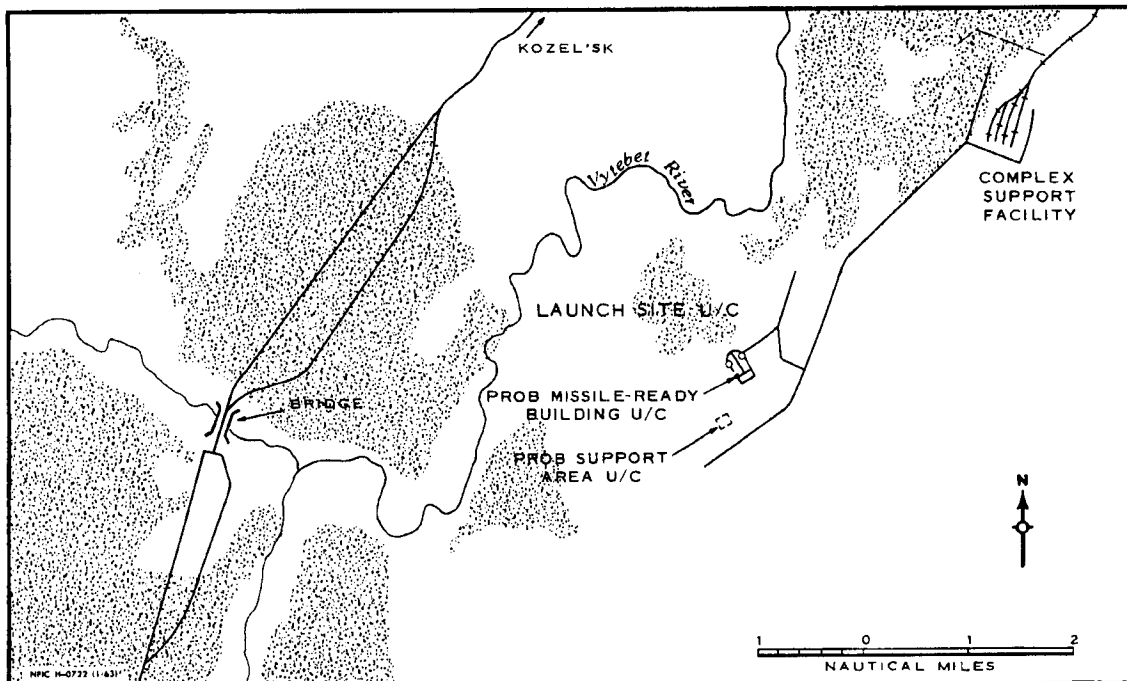 KOZEL'SK
Vytebet River
COMPLEX
SUPPORT
FACILITY
LAUNCH SITE U/C
PROB MISSILE-READY
BUILDING U/C
BRIDGE
PROB SUPPORT
AREA U/C
N
1 0 1 2
NAUTICAL MILES
NPIC H-0722 (1-63)